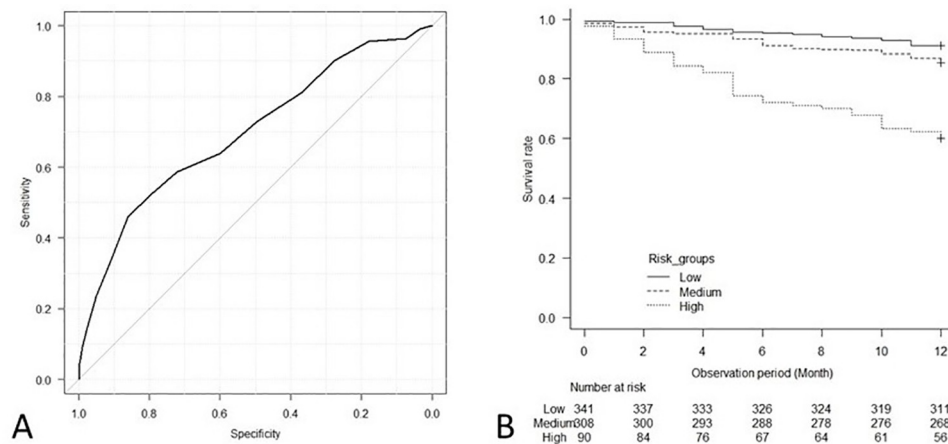 1.0
0.8
0.6
0.4
0.2
0.0
Sensitivity
1.0 0.8 0.6 0.4 0.2 0.0
Specificity
A
1.0
0.8
0.6
0.4
0.2
0.0
Survival rate
Risk_groups
Low
Medium
High
0 2 4 6 8 10 12
Observation period (Month)
Number at risk
Low 341 337 333 326 324 319 311
Medium308 300 293 288 278 276
High 90 84 76 67 64 61
B